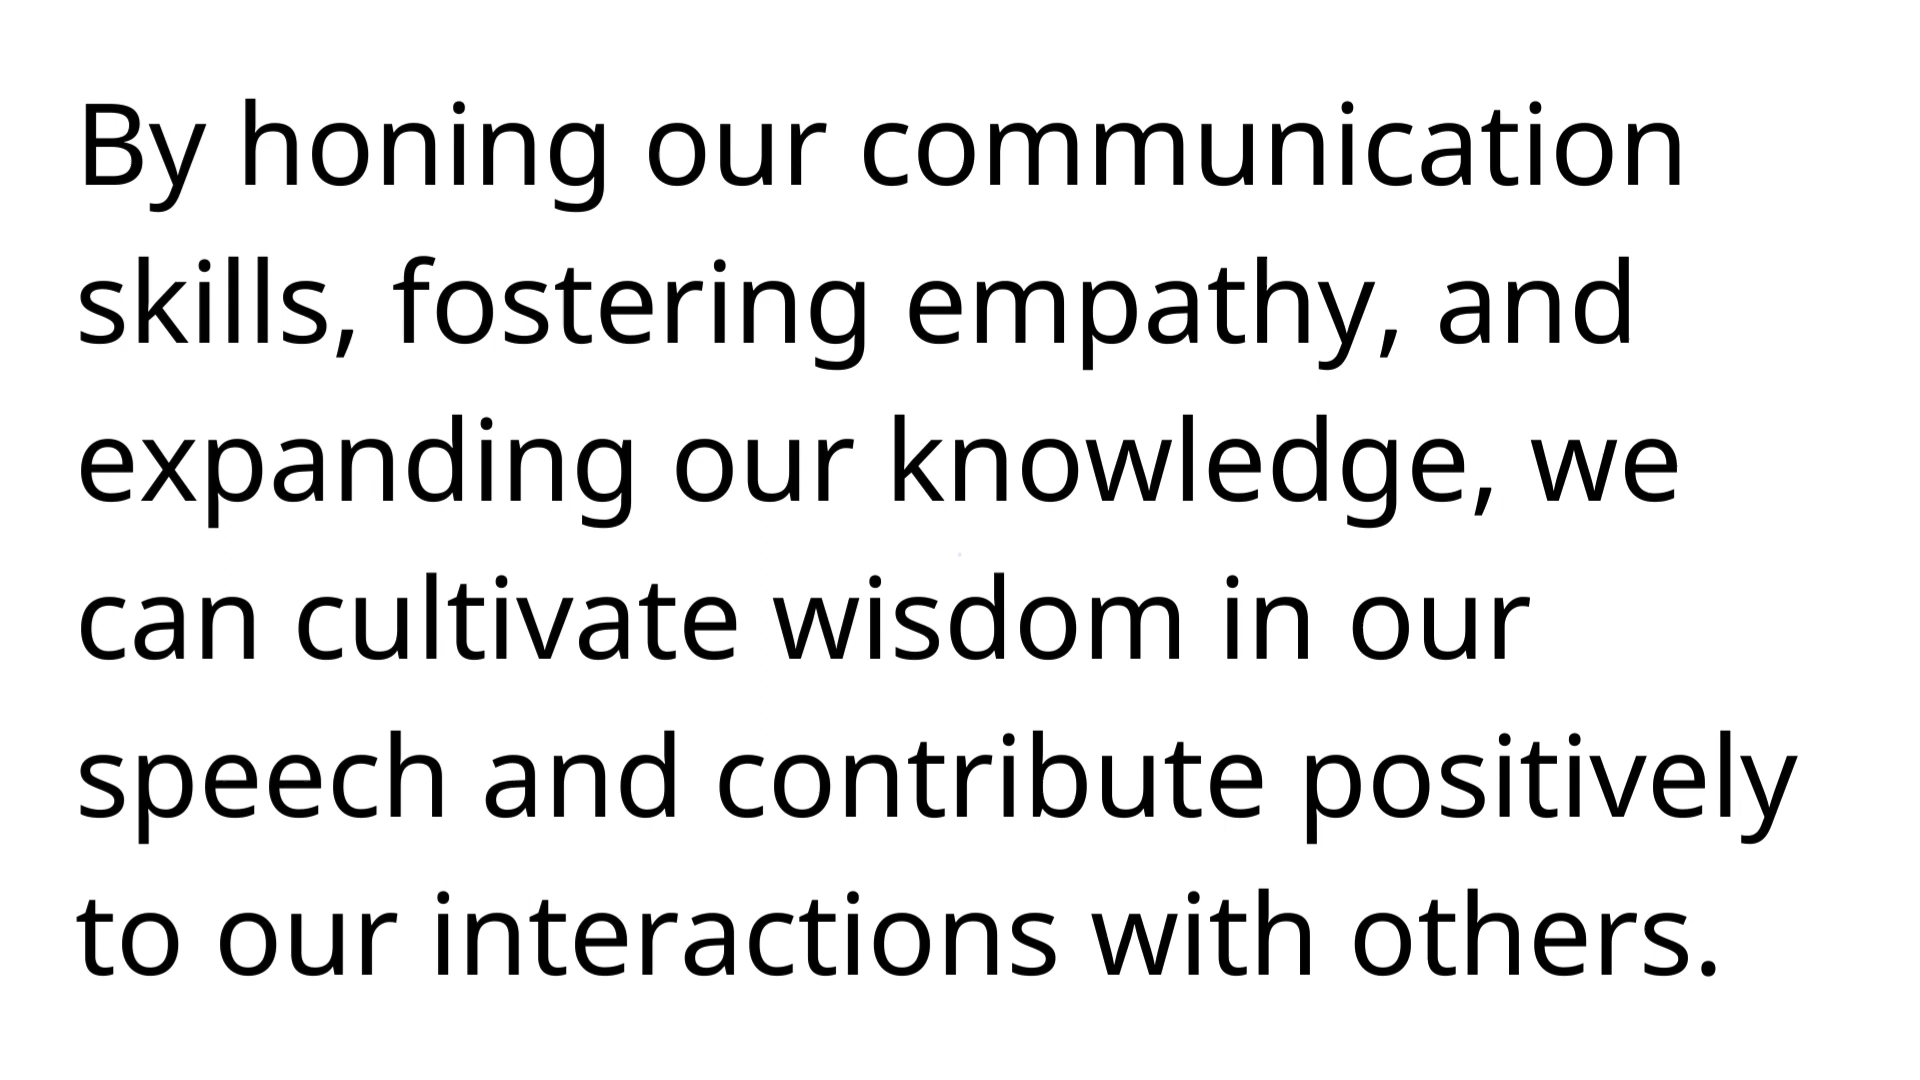 By honing our communication
skills, fostering empathy, and
expanding our knowledge, we
can cultivate wisdom in our
speech and contribute positively
to our interactions with others.